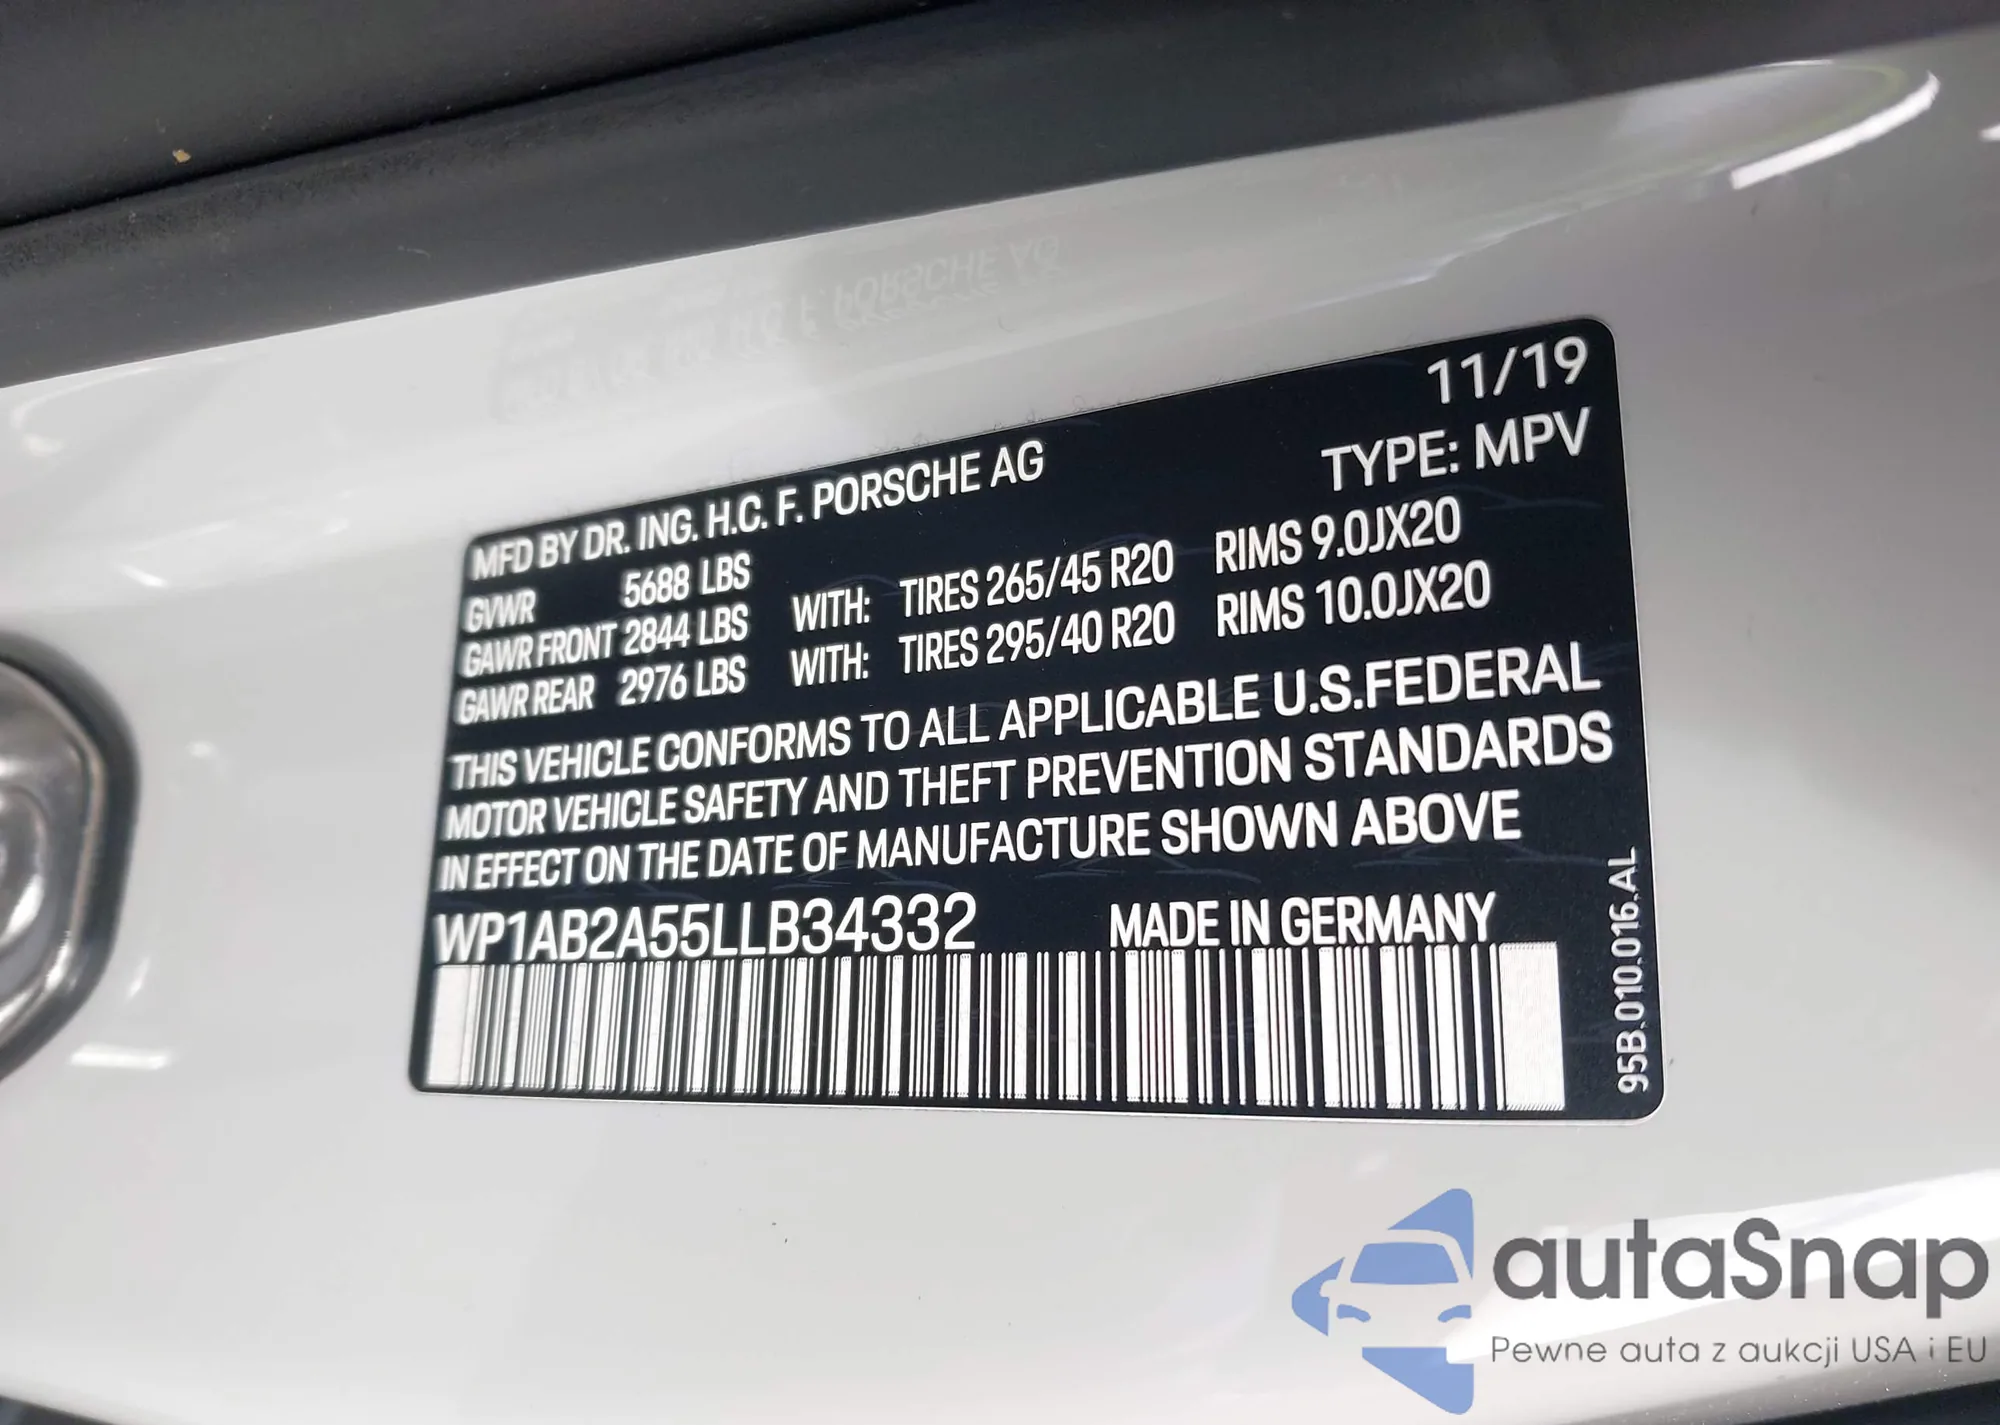 11/19
MFD BY DR. ING. H.C. F. PORSCHE AG TYPE: MPV
GVWR 5688 LBS
GAWR FRONT 2844 LBS WITH: TIRES 265/45 R20 RIMS 9.0JX20
GAWR REAR 2976 LBS WITH: TIRES 295/40 R20 RIMS 10.0JX20
THIS VEHICLE CONFORMS TO ALL APPLICABLE U.S.FEDERAL
MOTOR VEHICLE SAFETY AND THEFT PREVENTION STANDARDS
IN EFFECT ON THE DATE OF MANUFACTURE SHOWN ABOVE
WP1AB2A55LLB34332 MADE IN GERMANY
95B.010.016.AL
autaSnap
Pewne auta z aukcji USA i EU